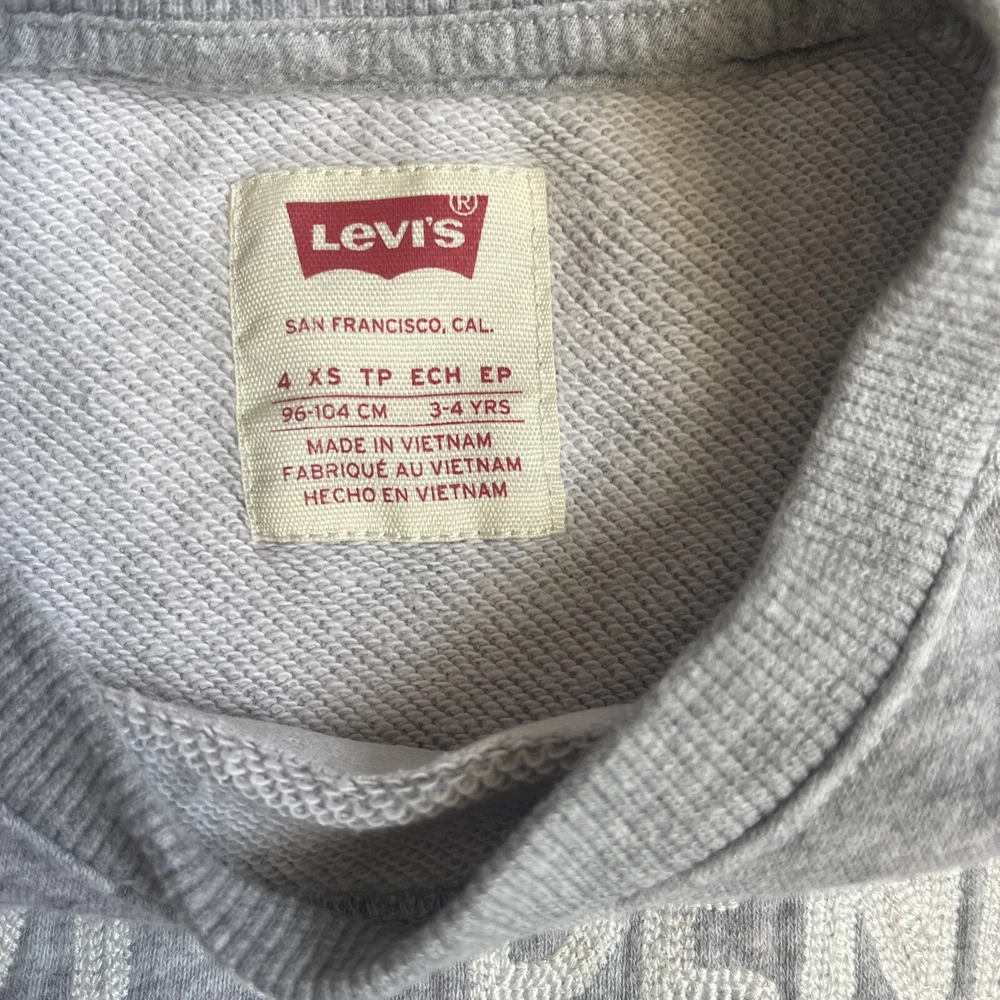 LEVI'S®
SAN FRANCISCO, CAL.
4 XS TP ECH EP
96-104 CM 3-4 YRS
MADE IN VIETNAM
FABRIQUÉ AU VIETNAM
HECHO EN VIETNAM